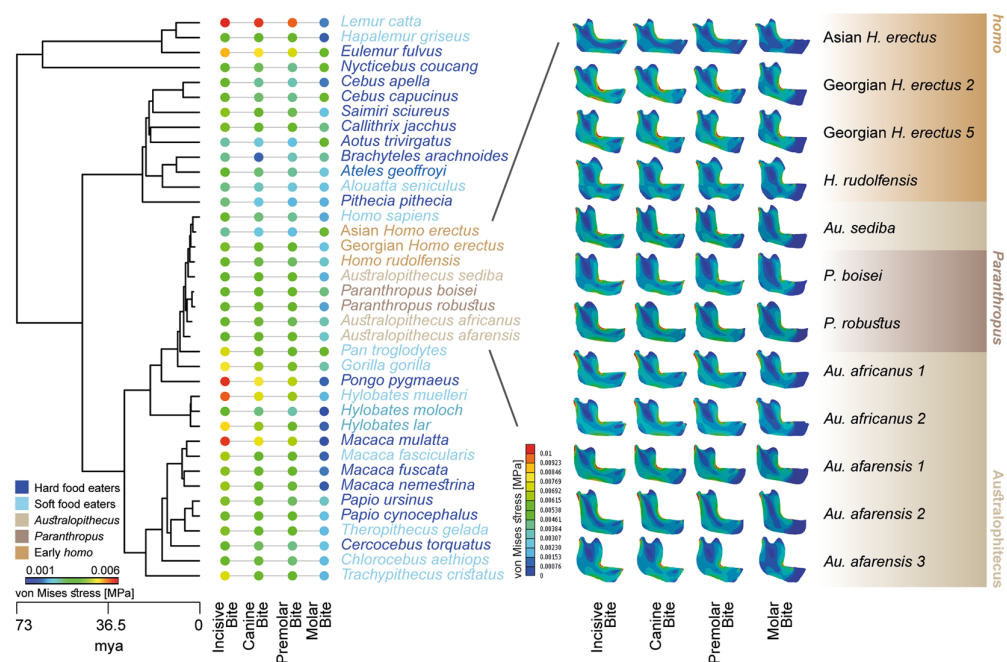 Lemur catta
Hapalemur griseus
Eulemur fulvus
Nycticebus coucang
Cebus apella
Cebus capucinus
Saimiri sciureus
Callithrix jacchus
Aotus trivirgatus
Brachyteles arachnoides
Ateles geoffroyi
Alouatta seniculus
Pithecia pithecia
Homo sapiens
Asian Homo erectus
Georgian Homo erectus
Homo rudolfensis
Australopithecus sediba
Paranthropus boisei
Paranthropus robustus
Australopithecus africanus
Australopithecus afarensis
Pan troglodytes
Gorilla gorilla
Pongo pygmaeus
Hylobates muelleri
Hylobates moloch
Hylobates lar
Macaca mulatta
Macaca fascicularis
Macaca fuscata
Macaca nemestrina
Papio ursinus
Papio cynocephalus
Theropithecus gelada
Cercocebus torquatus
Chlorocebus aethiops
Trachypithecus cristatus
Hard food eaters
Soft food eaters
Australopithecus
Paranthropus
Early homo
0.001 0.006
von Mises stress [MPa]
73 36.5 0
mya
Incisive
Bite
Canine
Bite
Premolar
Bite
Molar
Bite
von Mises stress [MPa]
0.01
0.00923
0.00846
0.00769
0.00692
0.00615
0.00538
0.00461
0.00384
0.00307
0.00230
0.00153
0.00076
0
Asian H. erectus
Georgian H. erectus 2
Georgian H. erectus 5
H. rudolfensis
Au. sediba
P. boisei
P. robustus
Au. africanus 1
Au. africanus 2
Au. afarensis 1
Au. afarensis 2
Au. afarensis 3
homo
Paranthropus
Australophitecus
Incisive
Bite
Canine
Bite
Premolar
Bite
Molar
Bite